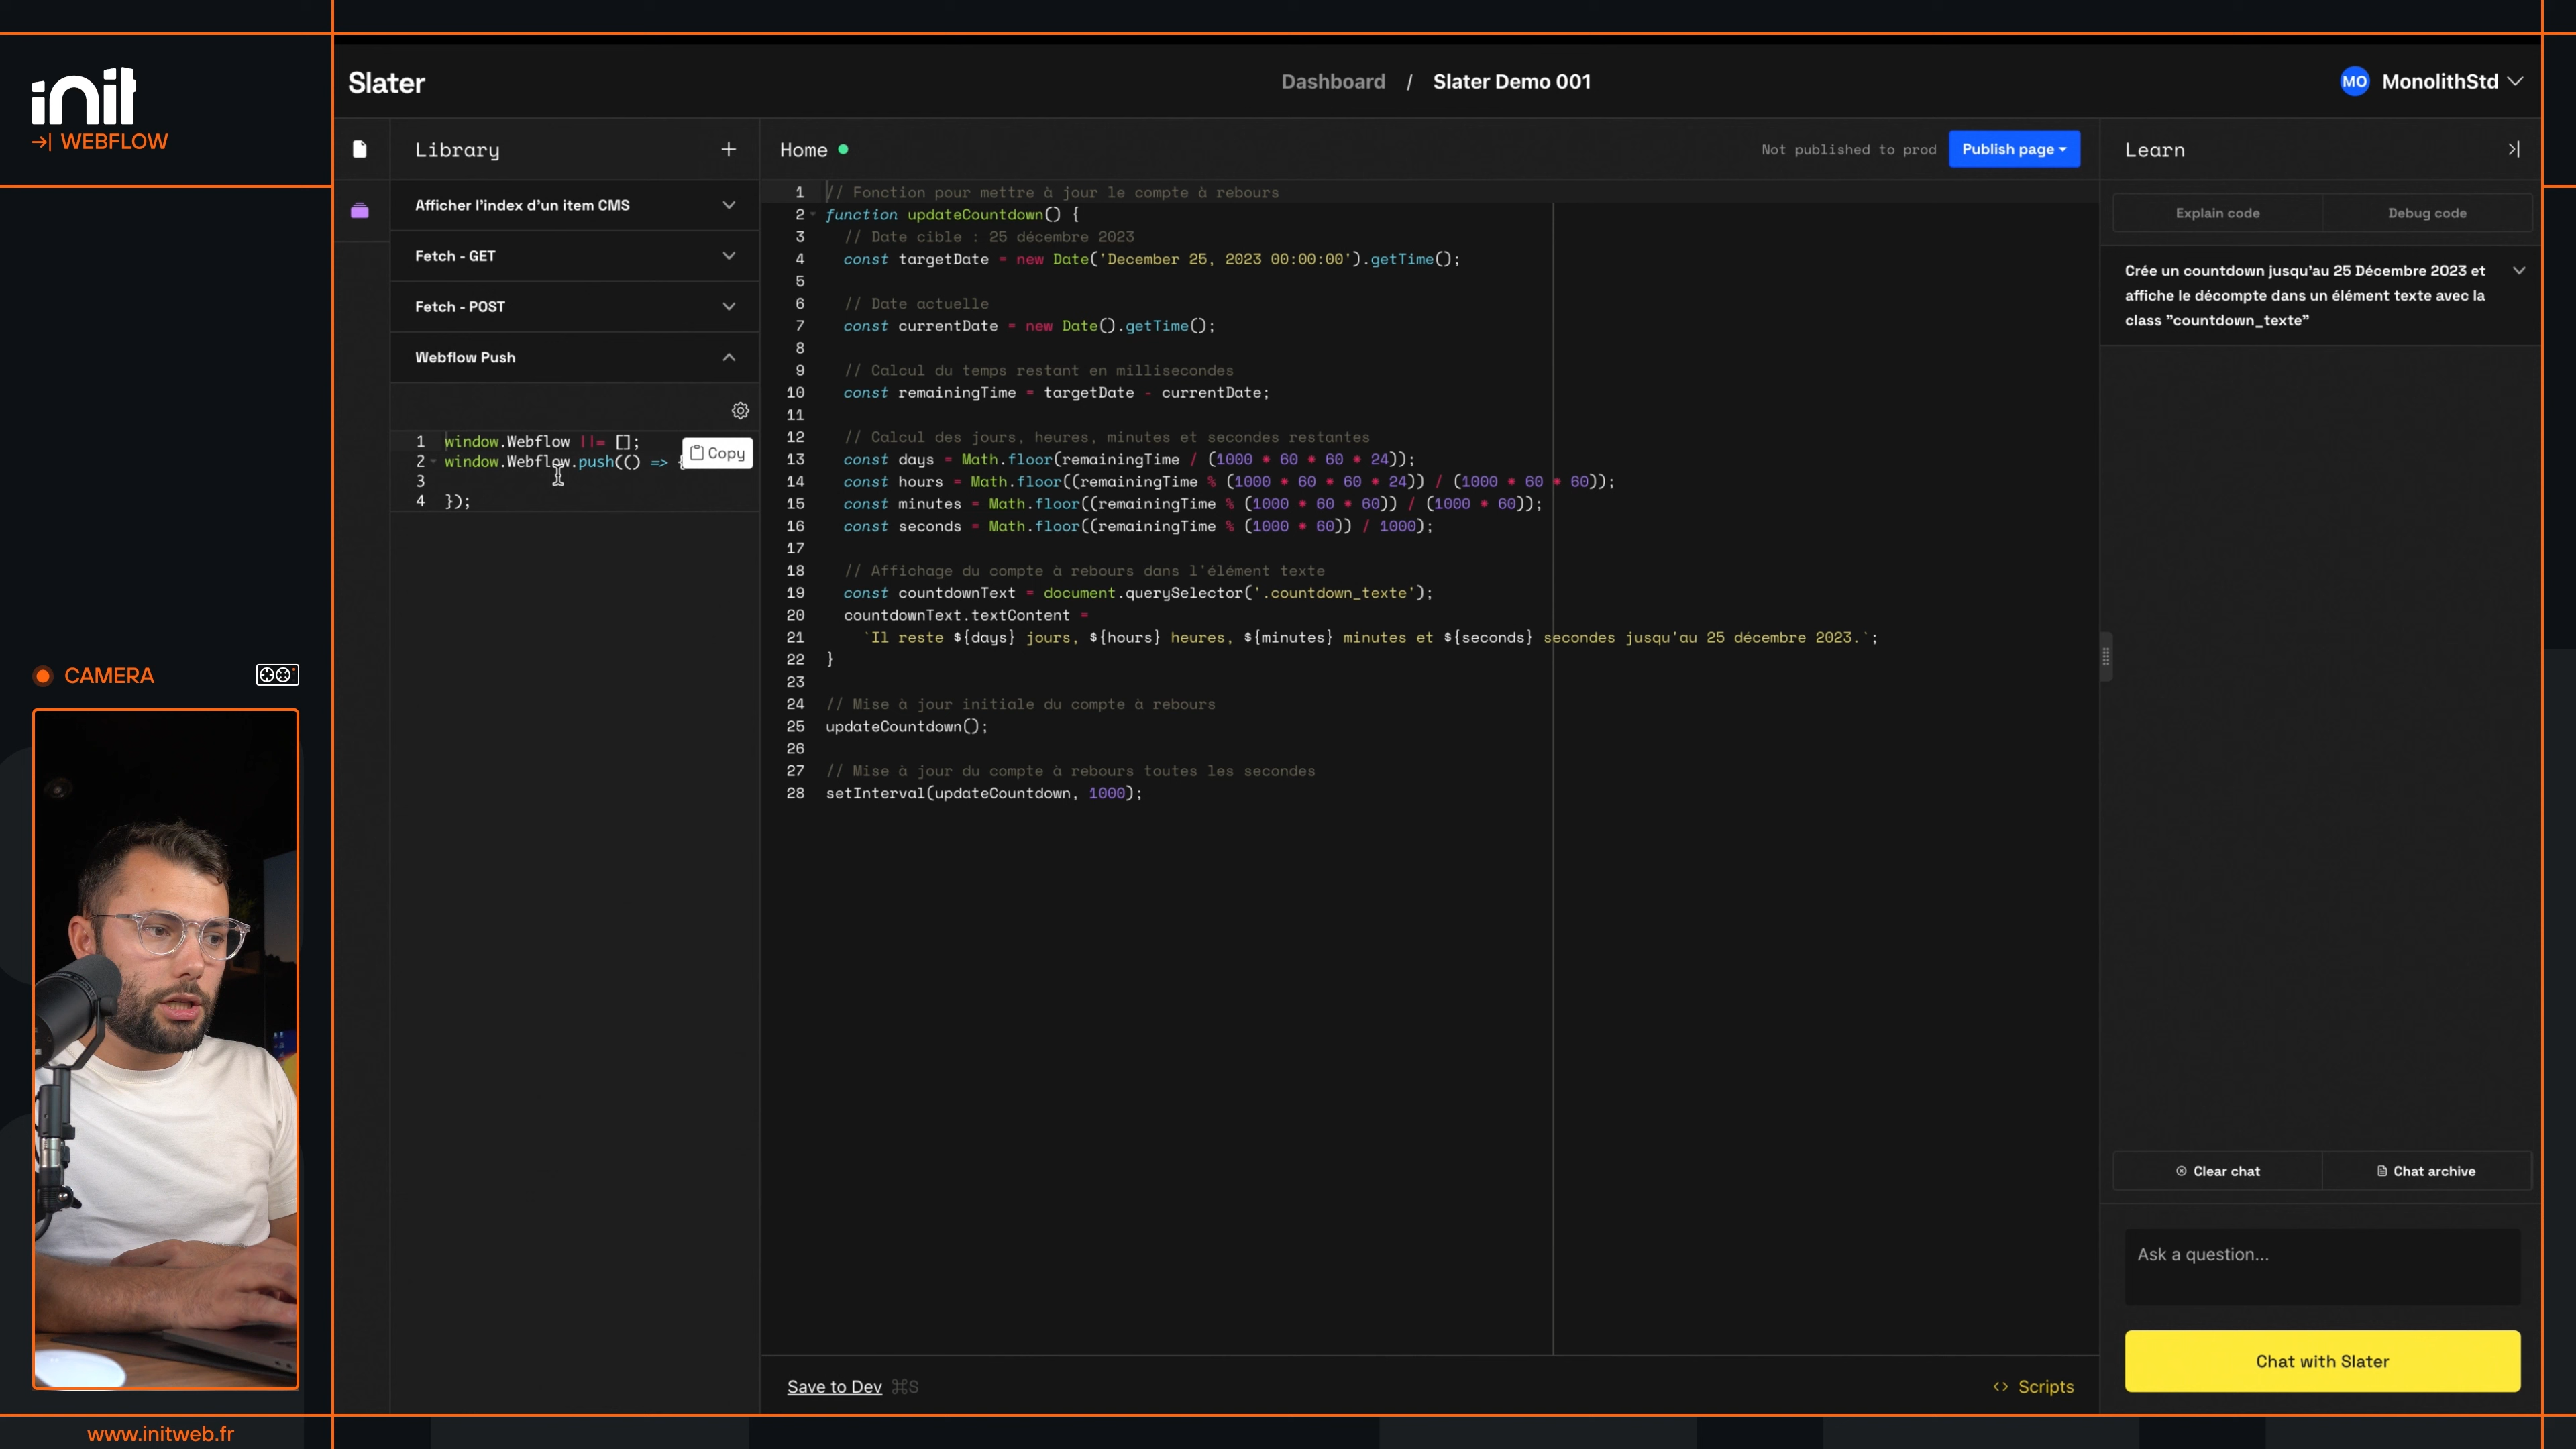 init
WEBFLOW
CAMERA
www.initweb.fr
Slater
Dashboard / Slater Demo 001
MO MonolithStd
Library
Afficher l'index d'un item CMS
Fetch - GET
Fetch - POST
Webflow Push
1 window.Webflow ||= [];
2 window.Webflow.push(() => {
3
4 });
Copy
Home
Not published to prod
Publish page
1 // Fonction pour mettre à jour le compte à rebours
2 function updateCountdown() {
3 // Date cible : 25 décembre 2023
4 const targetDate = new Date('December 25, 2023 00:00:00').getTime();
5
6 // Date actuelle
7 const currentDate = new Date().getTime();
8
9 // Calcul du temps restant en millisecondes
10 const remainingTime = targetDate - currentDate;
11
12 // Calcul des jours, heures, minutes et secondes restantes
13 const days = Math.floor(remainingTime / (1000 * 60 * 60 * 24));
14 const hours = Math.floor((remainingTime % (1000 * 60 * 60 * 24)) / (1000 * 60 * 60));
15 const minutes = Math.floor((remainingTime % (1000 * 60 * 60)) / (1000 * 60));
16 const seconds = Math.floor((remainingTime % (1000 * 60)) / 1000);
17
18 // Affichage du compte à rebours dans l'élément texte
19 const countdownText = document.querySelector('.countdown_texte');
20 countdownText.textContent =
21 `Il reste ${days} jours, ${hours} heures, ${minutes} minutes et ${seconds} secondes jusqu'au 25 décembre 2023.`;
22 }
23
24 // Mise à jour initiale du compte à rebours
25 updateCountdown();
26
27 // Mise à jour du compte à rebours toutes les secondes
28 setInterval(updateCountdown, 1000);
Save to Dev ⌘S
<> Scripts
Learn
Explain code
Debug code
Crée un countdown jusqu'au 25 Décembre 2023 et
affiche le décompte dans un élément texte avec la
class "countdown_texte"
Clear chat
Chat archive
Ask a question...
Chat with Slater